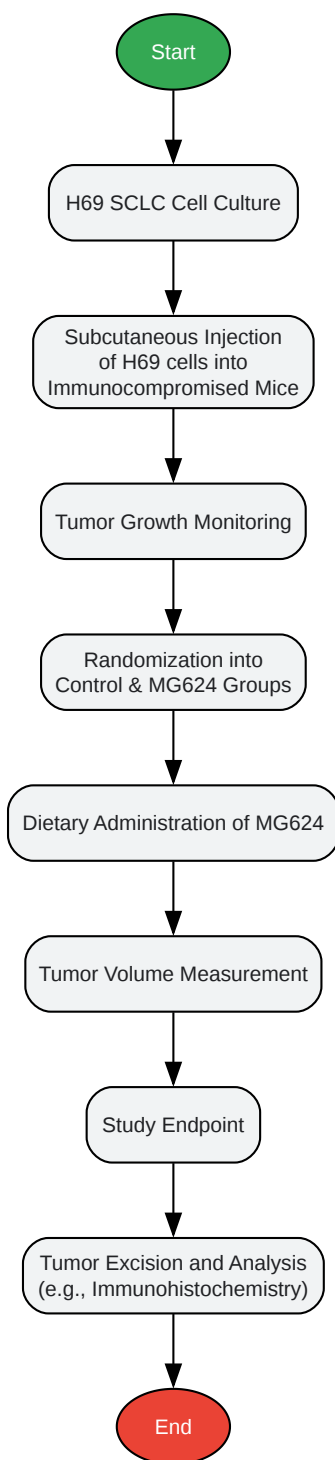 Start
H69 SCLC Cell Culture
Subcutaneous Injection
of H69 cells into
Immunocompromised Mice
Tumor Growth Monitoring
Randomization into
Control & MG624 Groups
Dietary Administration of MG624
Tumor Volume Measurement
Study Endpoint
Tumor Excision and Analysis
(e.g., Immunohistochemistry)
End